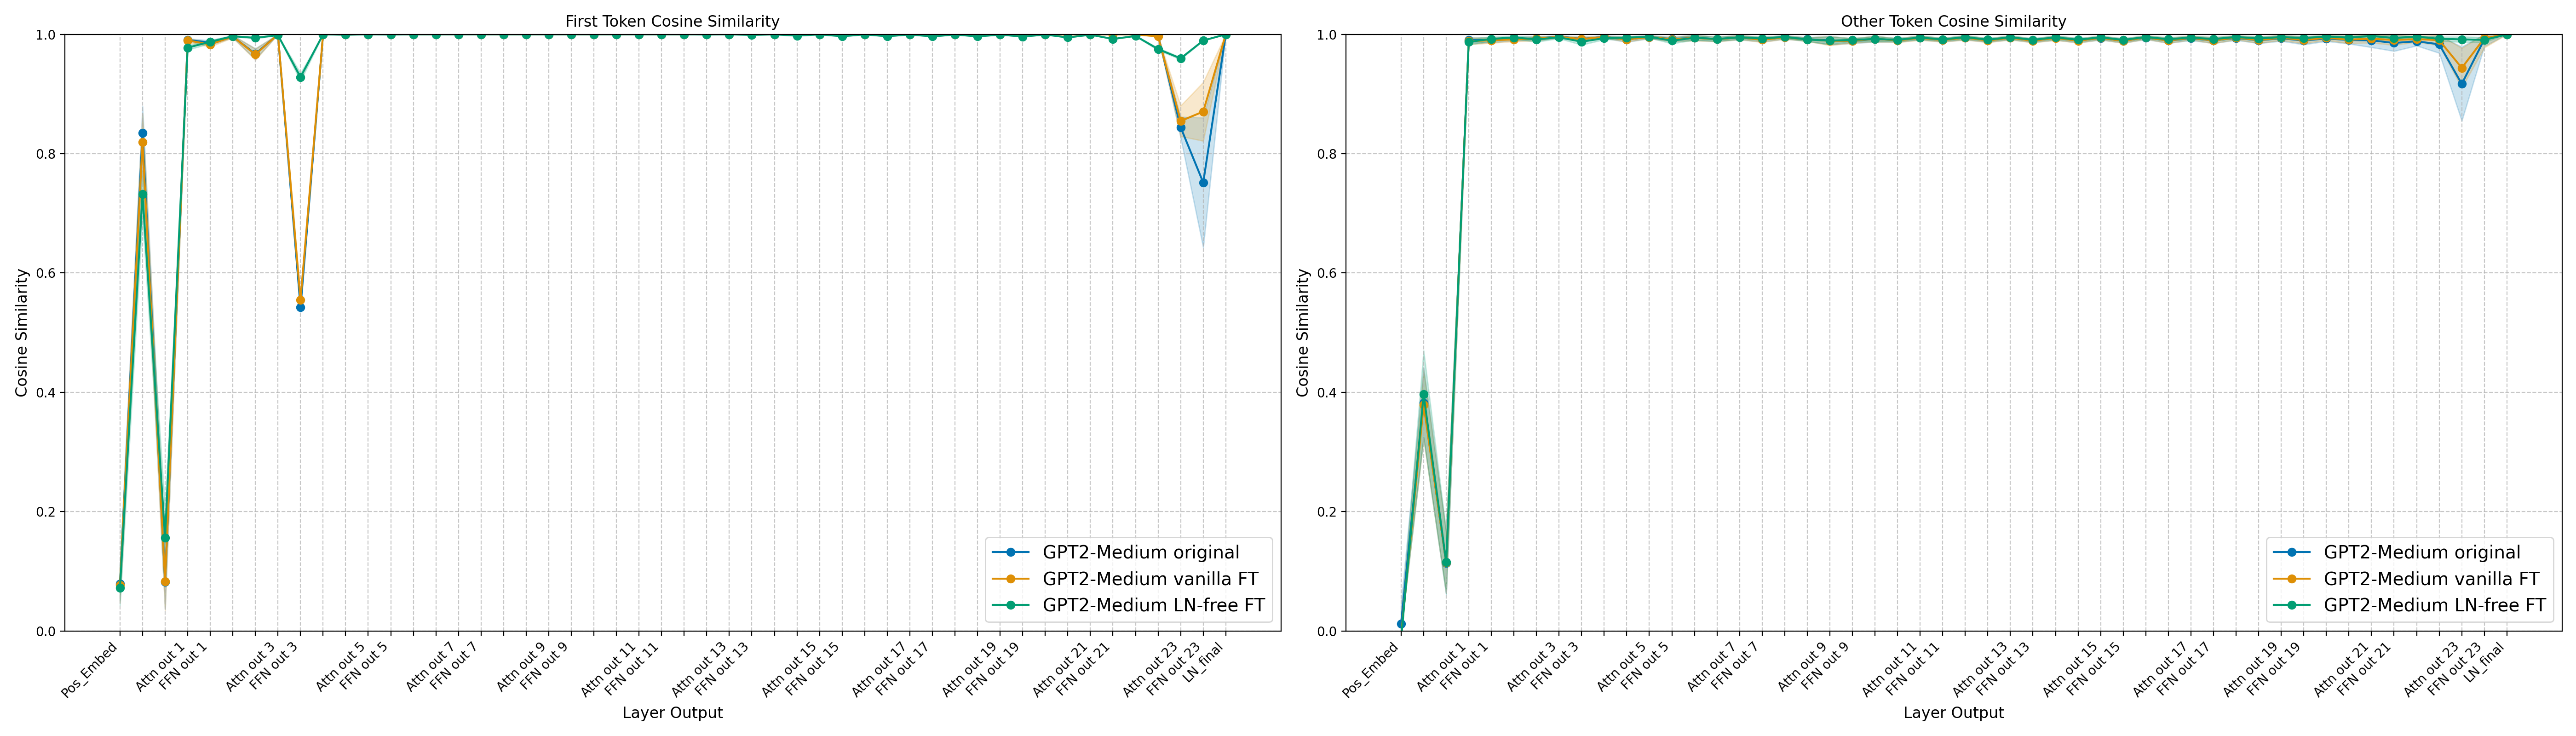 First Token Cosine Similarity
Cosine Similarity
1.0
0.8
0.6
0.4
0.2
0.0
GPT2-Medium original
GPT2-Medium vanilla FT
GPT2-Medium LN-free FT
Pos_Embed
Attn out 1
FFN out 1
Attn out 3
FFN out 3
Attn out 5
FFN out 5
Attn out 7
FFN out 7
Attn out 9
FFN out 9
Attn out 11
FFN out 11
Attn out 13
FFN out 13
Attn out 15
FFN out 15
Attn out 17
FFN out 17
Attn out 19
FFN out 19
Attn out 21
FFN out 21
Attn out 23
FFN out 23
LN_final
Layer Output
Other Token Cosine Similarity
Cosine Similarity
1.0
0.8
0.6
0.4
0.2
0.0
GPT2-Medium original
GPT2-Medium vanilla FT
GPT2-Medium LN-free FT
Pos_Embed
Attn out 1
FFN out 1
Attn out 3
FFN out 3
Attn out 5
FFN out 5
Attn out 7
FFN out 7
Attn out 9
FFN out 9
Attn out 11
FFN out 11
Attn out 13
FFN out 13
Attn out 15
FFN out 15
Attn out 17
FFN out 17
Attn out 19
FFN out 19
Attn out 21
FFN out 21
Attn out 23
FFN out 23
LN_final
Layer Output